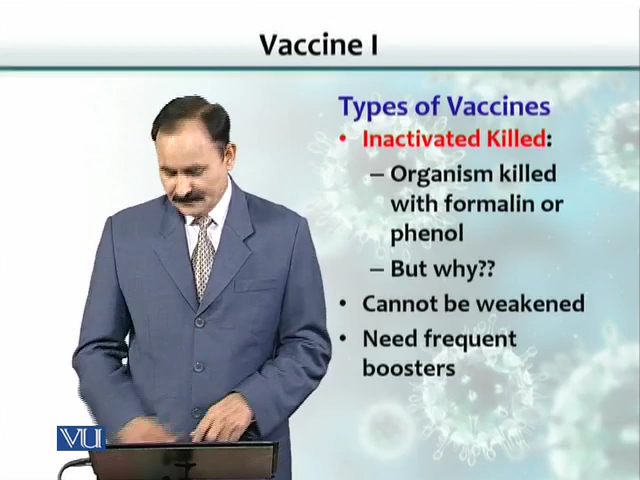 Vaccine I
Types of Vaccines
• Inactivated Killed:
– Organism killed
with formalin or
phenol
– But why??
• Cannot be weakened
• Need frequent
boosters
VU